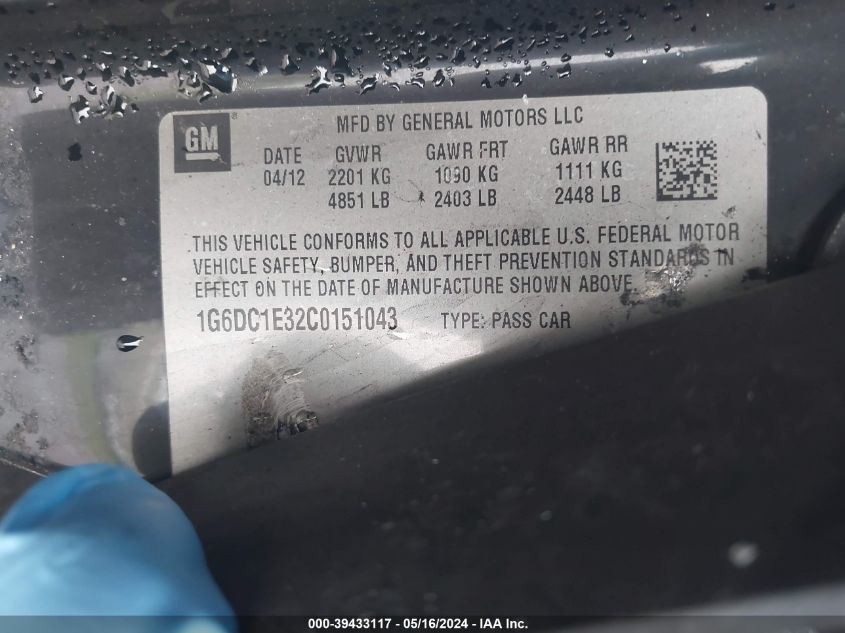 MFD BY GENERAL MOTORS LLC
GM
DATE GVWR GAWR FRT GAWR RR
04/12 2201 KG 1090 KG 1111 KG
4851 LB 2403 LB 2448 LB
THIS VEHICLE CONFORMS TO ALL APPLICABLE U.S. FEDERAL MOTOR
VEHICLE SAFETY, BUMPER, AND THEFT PREVENTION STANDARDS IN
EFFECT ON THE DATE OF MANUFACTURE SHOWN ABOVE.
1G6DC1E32C0151043 TYPE: PASS CAR
000-39433117 - 05/16/2024 - IAA Inc.